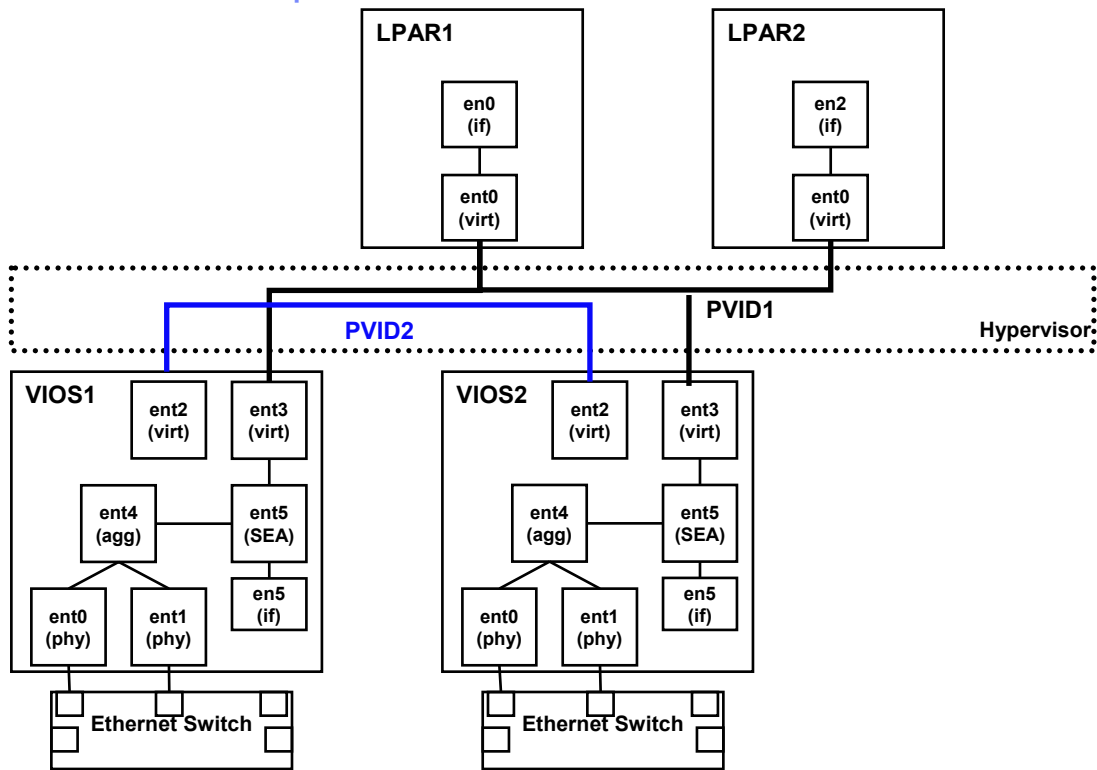 LPAR1
en0
(if)
ent0
(virt)
LPAR2
en2
(if)
ent0
(virt)
PVID1
PVID2
Hypervisor
VIOS1
ent2
(virt)
ent3
(virt)
ent4
(agg)
ent5
(SEA)
en5
(if)
ent0
(phy)
ent1
(phy)
Ethernet Switch
VIOS2
ent2
(virt)
ent3
(virt)
ent4
(agg)
ent5
(SEA)
en5
(if)
ent0
(phy)
ent1
(phy)
Ethernet Switch